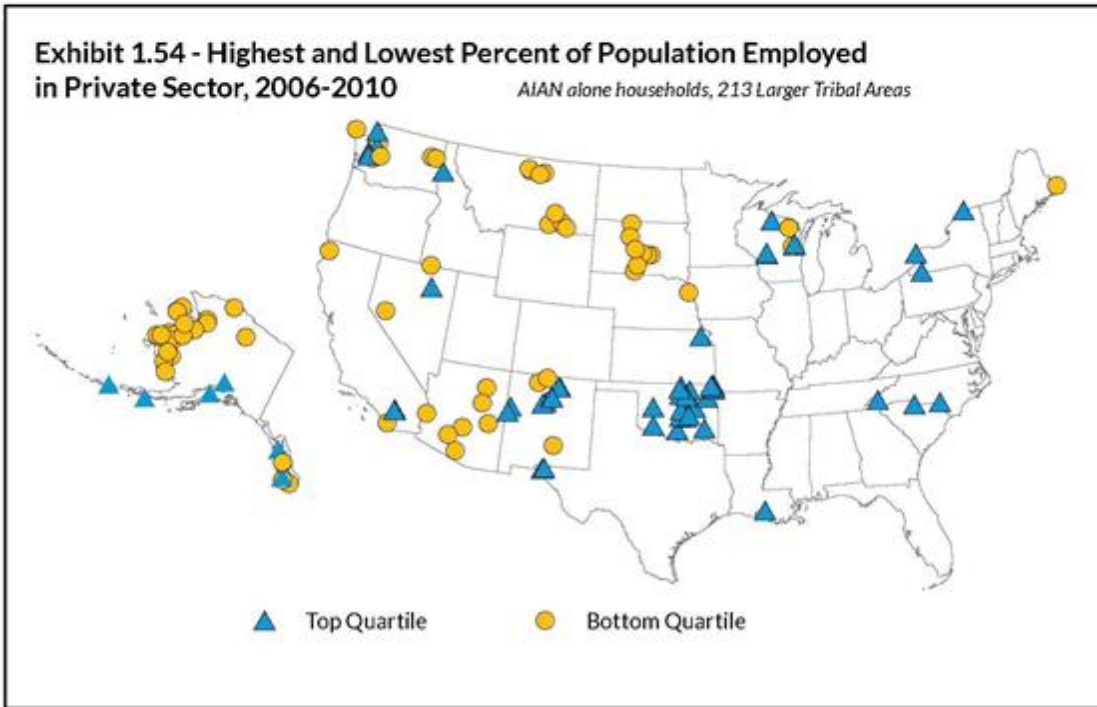 Exhibit 1.54 - Highest and Lowest Percent of Population Employed
in Private Sector, 2006-2010
AIAN alone households, 213 Larger Tribal Areas
Top Quartile
Bottom Quartile